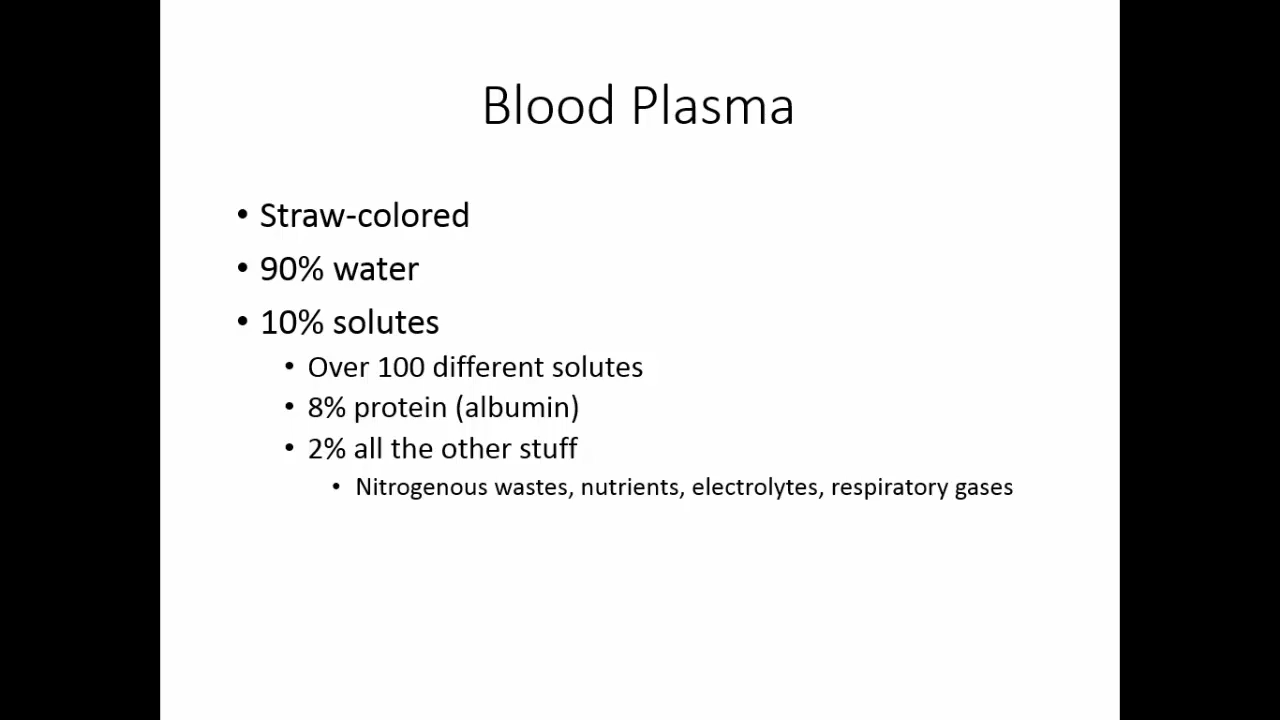 Blood Plasma
• Straw-colored
• 90% water
• 10% solutes
• Over 100 different solutes
• 8% protein (albumin)
• 2% all the other stuff
• Nitrogenous wastes, nutrients, electrolytes, respiratory gases